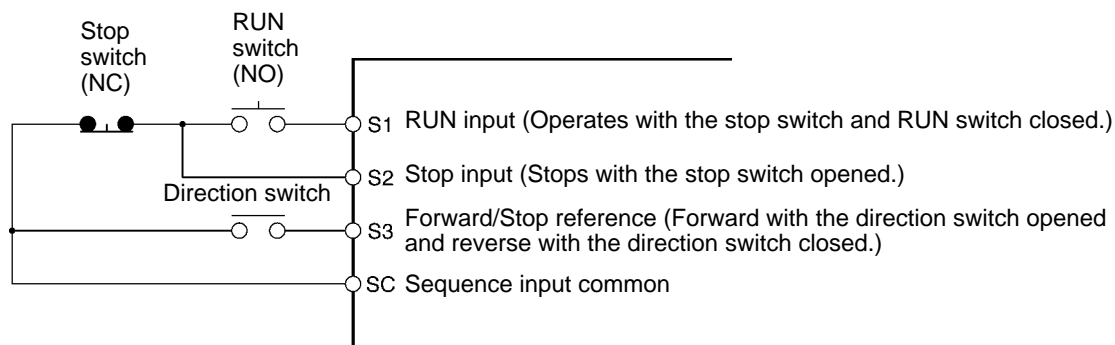 Stop
switch
(NC)
RUN
switch
(NO)
S1 RUN input (Operates with the stop switch and RUN switch closed.)
S2 Stop input (Stops with the stop switch opened.)
Direction switch
S3 Forward/Stop reference (Forward with the direction switch opened
and reverse with the direction switch closed.)
SC Sequence input common